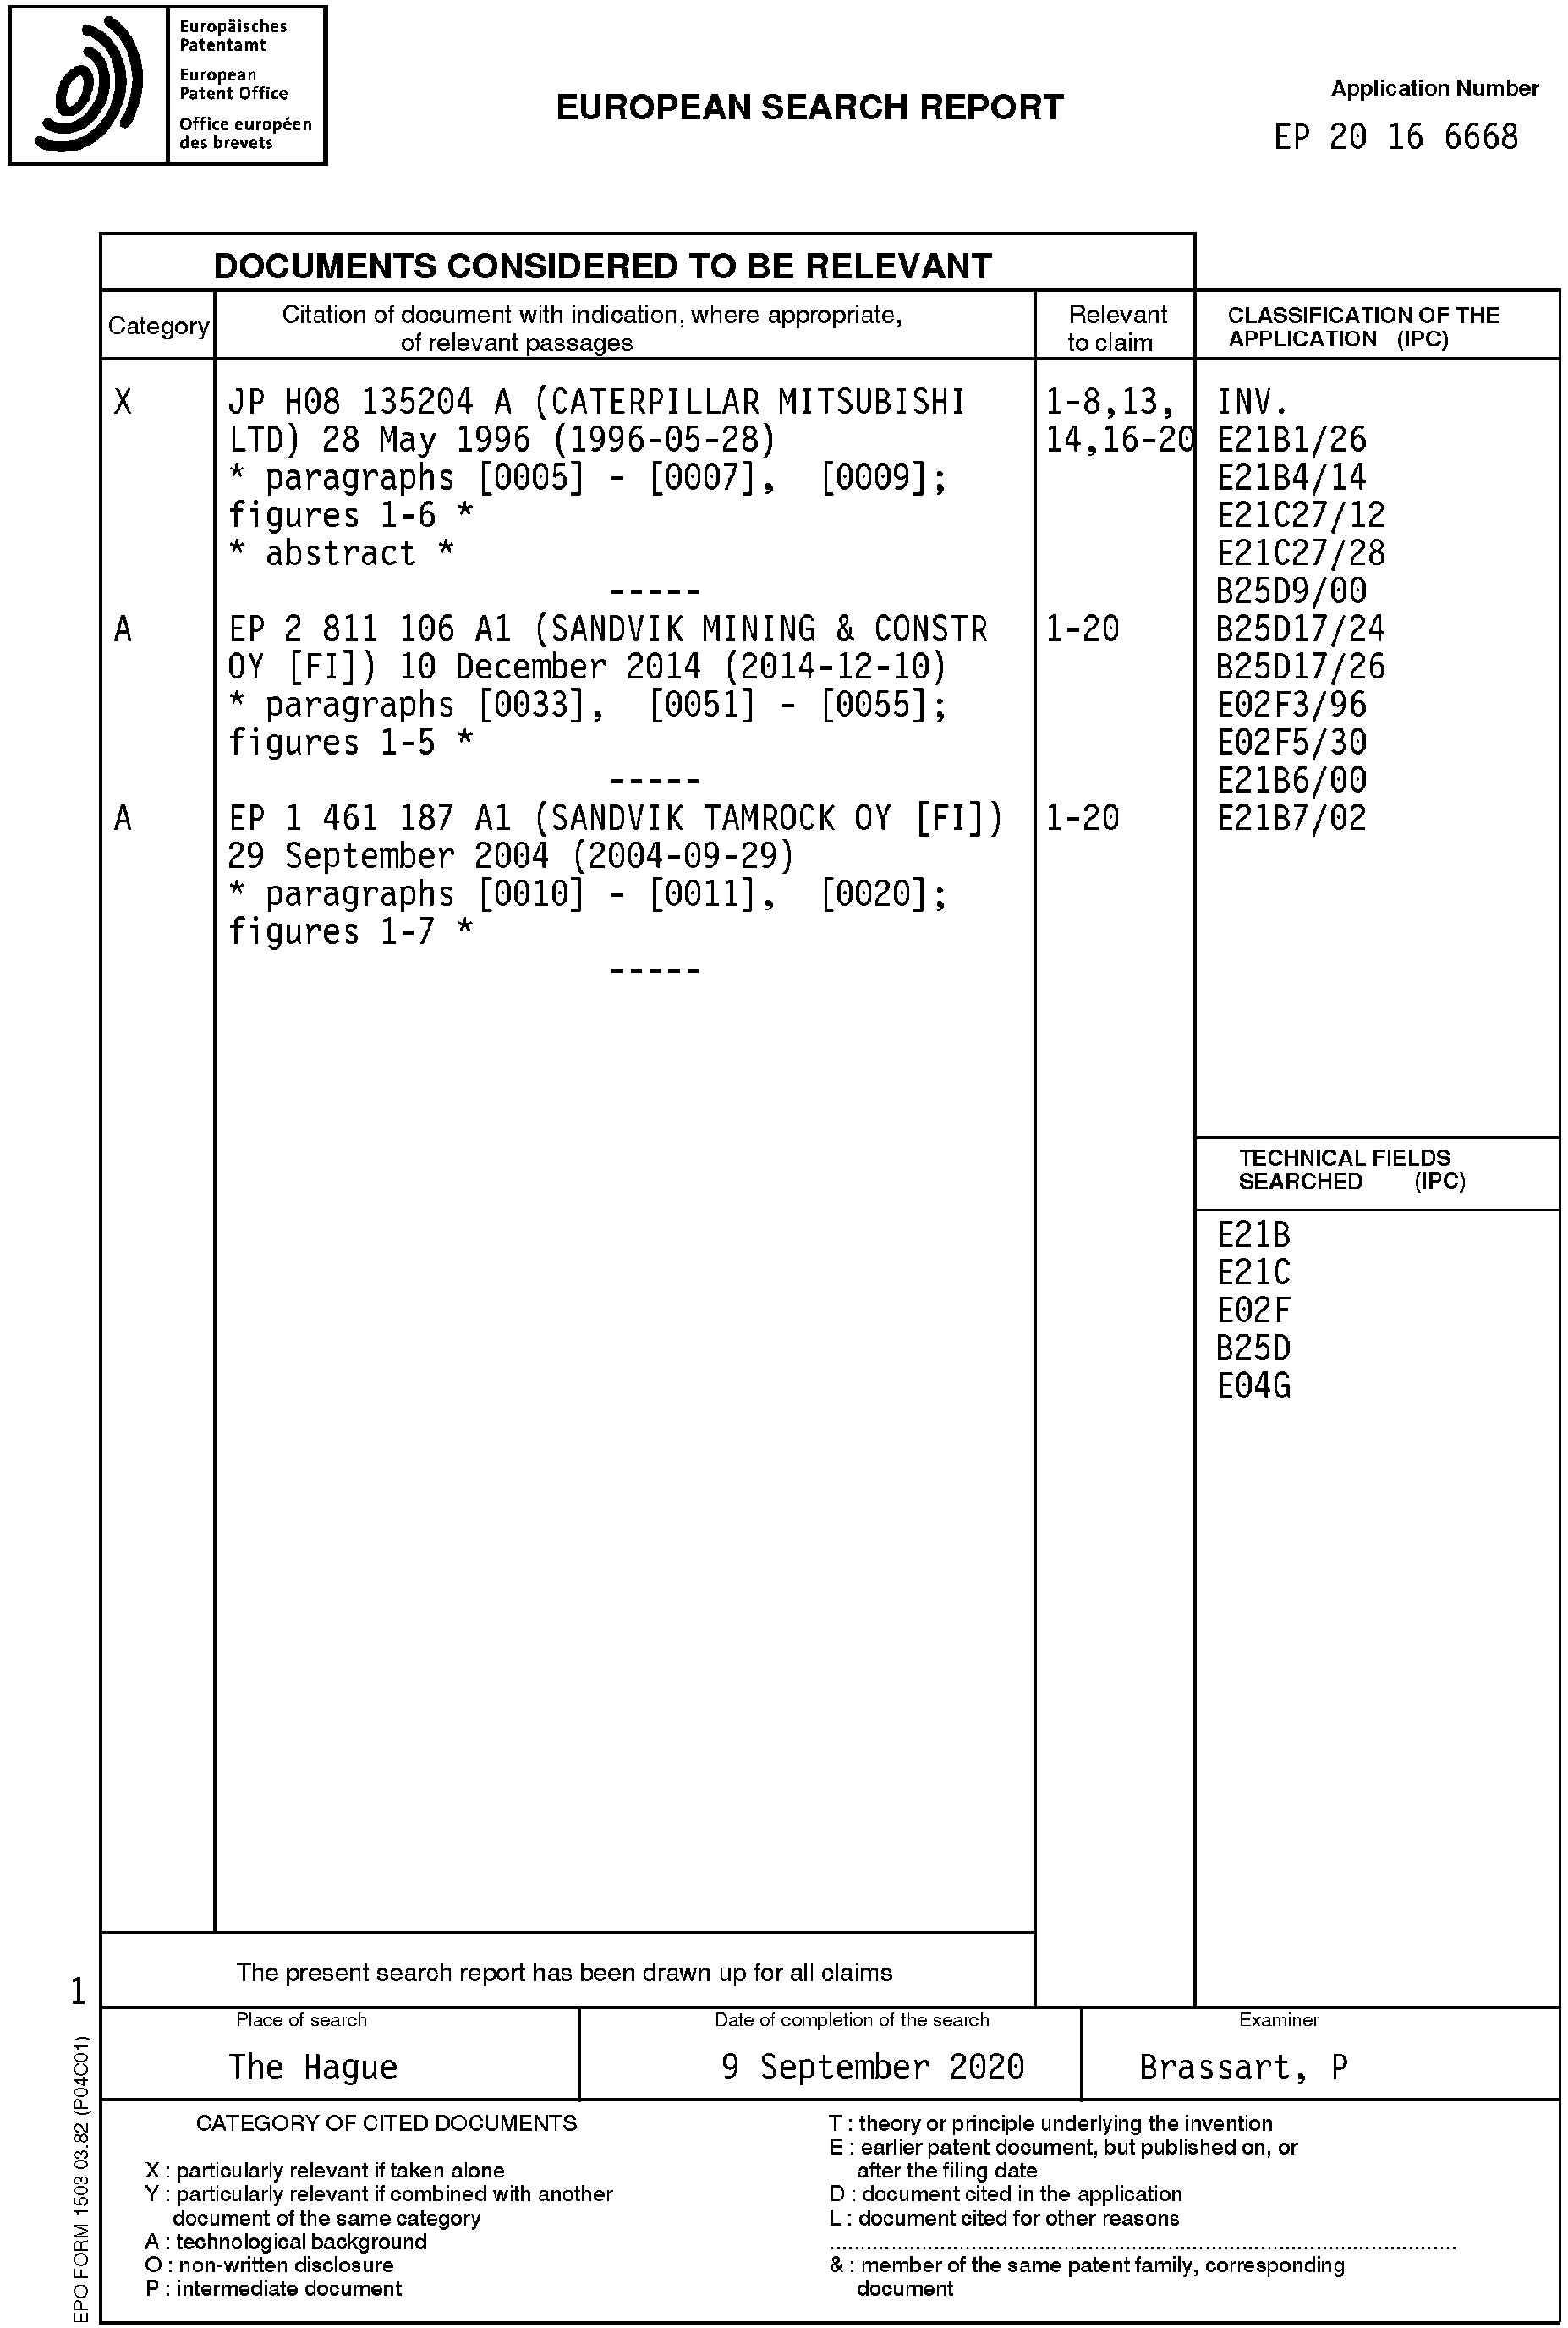 Europäisches
Patentamt
European
Patent Office
Office européen
des brevets
EUROPEAN SEARCH REPORT
Application Number
EP 20 16 6668
DOCUMENTS CONSIDERED TO BE RELEVANT
Category
Citation of document with indication, where appropriate,
of relevant passages
Relevant
to claim
CLASSIFICATION OF THE
APPLICATION (IPC)
X
JP H08 135204 A (CATERPILLAR MITSUBISHI
LTD) 28 May 1996 (1996-05-28)
* paragraphs [0005] - [0007], [0009];
figures 1-6 *
* abstract *
-----
1-8,13,
14,16-20
A
EP 2 811 106 A1 (SANDVIK MINING & CONSTR
OY [FI]) 10 December 2014 (2014-12-10)
* paragraphs [0033], [0051] - [0055];
figures 1-5 *
-----
1-20
A
EP 1 461 187 A1 (SANDVIK TAMROCK OY [FI])
29 September 2004 (2004-09-29)
* paragraphs [0010] - [0011], [0020];
figures 1-7 *
-----
1-20
INV.
E21B1/26
E21B4/14
E21C27/12
E21C27/28
B25D9/00
B25D17/24
B25D17/26
E02F3/96
E02F5/30
E21B6/00
E21B7/02
TECHNICAL FIELDS
SEARCHED (IPC)
E21B
E21C
E02F
B25D
E04G
The present search report has been drawn up for all claims
1
Place of search
The Hague
Date of completion of the search
9 September 2020
Examiner
Brassart, P
CATEGORY OF CITED DOCUMENTS
X : particularly relevant if taken alone
Y : particularly relevant if combined with another
document of the same category
A : technological background
O : non-written disclosure
P : intermediate document
T : theory or principle underlying the invention
E : earlier patent document, but published on, or
after the filing date
D : document cited in the application
L : document cited for other reasons
& : member of the same patent family, corresponding
document
EPO FORM 1503 03.82 (P04C01)